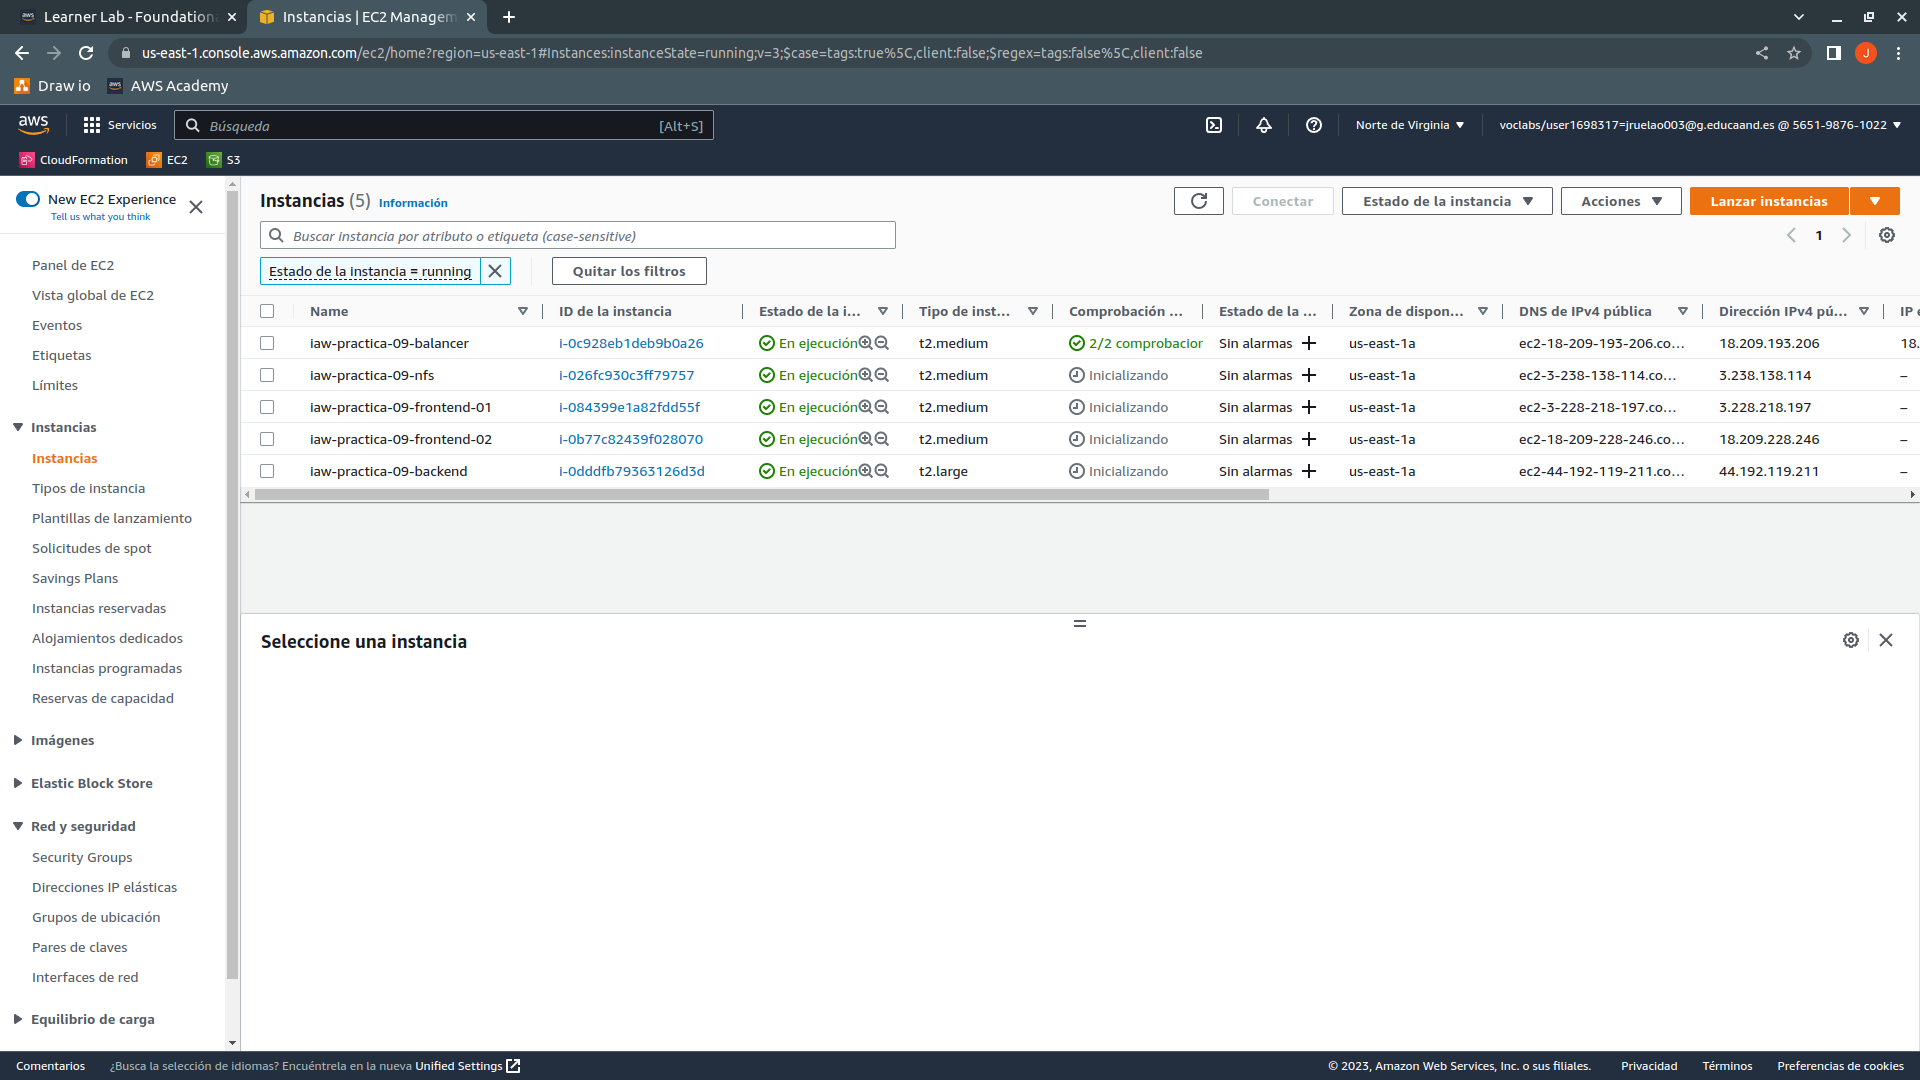 Learner Lab - Foundation
Instancias | EC2 Managem
us-east-1.console.aws.amazon.com/ec2/home?region=us-east-1#Instances:instanceState=running;v=3;$case=tags:true%5C,client:false;$regex=tags:false%5C,client:false
J
Draw io
AWS Academy
aws
Servicios
Búsqueda
[Alt+S]
Norte de Virginia
voclabs/user1698317=jruelao003@g.educaand.es @ 5651-9876-1022
CloudFormation
EC2
S3
New EC2 Experience
Tell us what you think
Panel de EC2
Vista global de EC2
Eventos
Etiquetas
Límites
Instancias
Instancias
Tipos de instancia
Plantillas de lanzamiento
Solicitudes de spot
Savings Plans
Instancias reservadas
Alojamientos dedicados
Instancias programadas
Reservas de capacidad
Imágenes
Elastic Block Store
Red y seguridad
Security Groups
Direcciones IP elásticas
Grupos de ubicación
Pares de claves
Interfaces de red
Equilibrio de carga
Instancias (5) Información
Conectar
Estado de la instancia
Acciones
Lanzar instancias
Buscar instancia por atributo o etiqueta (case-sensitive)
1
Estado de la instancia = running
Quitar los filtros
Name ID de la instancia Estado de la i... Tipo de inst... Comprobación ... Estado de la ... Zona de dispon... DNS de IPv4 pública Dirección IPv4 pú... IP e
iaw-practica-09-balancer i-0c928eb1deb9b0a26 En ejecución t2.medium 2/2 comprobacior Sin alarmas us-east-1a ec2-18-209-193-206.co... 18.209.193.206 18.
iaw-practica-09-nfs i-026fc930c3ff79757 En ejecución t2.medium Inicializando Sin alarmas us-east-1a ec2-3-238-138-114.co... 3.238.138.114 –
iaw-practica-09-frontend-01 i-084399e1a82fdd55f En ejecución t2.medium Inicializando Sin alarmas us-east-1a ec2-3-228-218-197.co... 3.228.218.197 –
iaw-practica-09-frontend-02 i-0b77c82439f028070 En ejecución t2.medium Inicializando Sin alarmas us-east-1a ec2-18-209-228-246.co... 18.209.228.246 –
iaw-practica-09-backend i-0dddfb79363126d3d En ejecución t2.large Inicializando Sin alarmas us-east-1a ec2-44-192-119-211.co... 44.192.119.211 –
Seleccione una instancia
Comentarios
¿Busca la selección de idiomas? Encuéntrela en la nueva Unified Settings
© 2023, Amazon Web Services, Inc. o sus filiales.
Privacidad
Términos
Preferencias de cookies